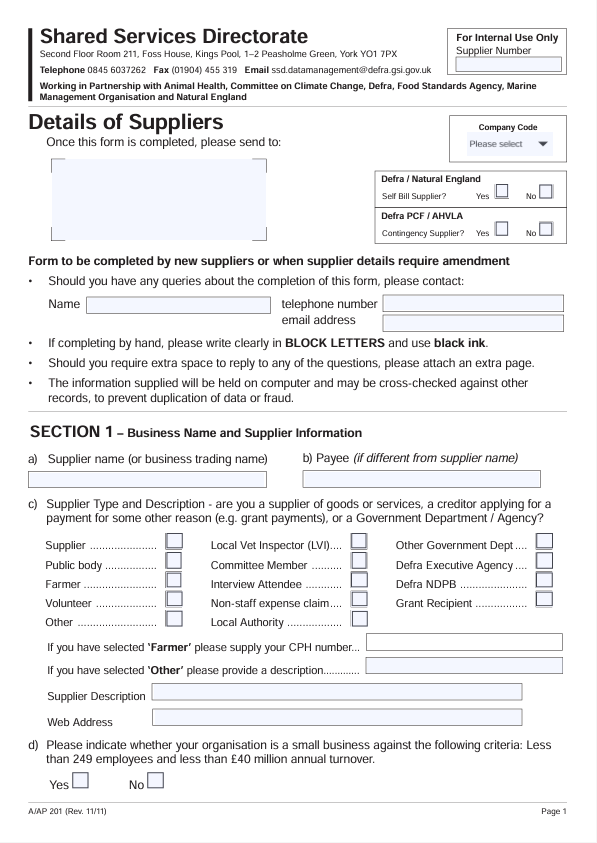 Shared Services Directorate
Second Floor Room 211, Foss House, Kings Pool, 1–2 Peasholme Green, York YO1 7PX
Telephone 0845 6037262 Fax (01904) 455 319 Email ssd.datamanagement@defra.gsi.gov.uk
Working in Partnership with Animal Health, Committee on Climate Change, Defra, Food Standards Agency, Marine
Management Organisation and Natural England
For Internal Use Only
Supplier Number
Details of Suppliers
Once this form is completed, please send to:
Company Code
Please select
Defra / Natural England
Self Bill Supplier? Yes No
Defra PCF / AHVLA
Contingency Supplier? Yes No
Form to be completed by new suppliers or when supplier details require amendment
• Should you have any queries about the completion of this form, please contact:
Name telephone number
email address
• If completing by hand, please write clearly in BLOCK LETTERS and use black ink.
• Should you require extra space to reply to any of the questions, please attach an extra page.
• The information supplied will be held on computer and may be cross-checked against other
records, to prevent duplication of data or fraud.
SECTION 1 – Business Name and Supplier Information
a) Supplier name (or business trading name) b) Payee (if different from supplier name)
c) Supplier Type and Description - are you a supplier of goods or services, a creditor applying for a
payment for some other reason (e.g. grant payments), or a Government Department / Agency?
Supplier ...................... Local Vet Inspector (LVI).... Other Government Dept ....
Public body ................... Committee Member .......... Defra Executive Agency ....
Farmer ........................ Interview Attendee .......... Defra NDPB .....................
Volunteer ..................... Non-staff expense claim.... Grant Recipient .................
Other ........................... Local Authority ..................
If you have selected ‘Farmer’ please supply your CPH number...
If you have selected ‘Other’ please provide a description............
Supplier Description
Web Address
d) Please indicate whether your organisation is a small business against the following criteria: Less
than 249 employees and less than £40 million annual turnover.
Yes No
A/AP 201 (Rev. 11/11) Page 1